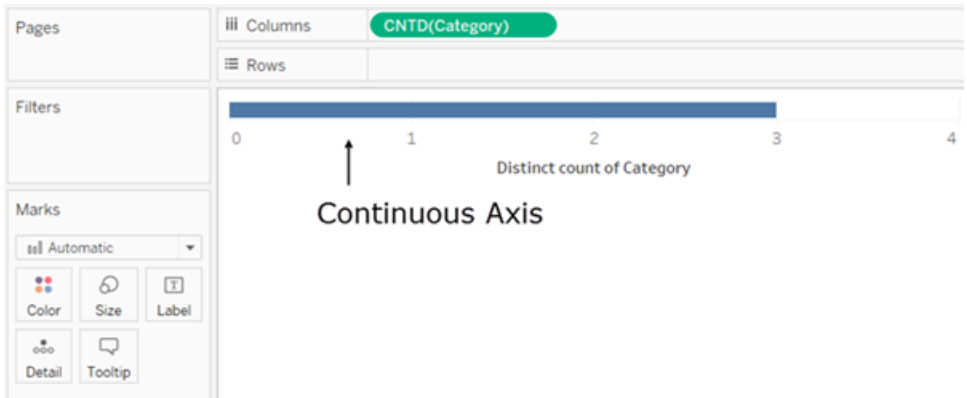 Pages
Columns
CNTD(Category)
Rows
Filters
0 1 2 3 4
Distinct count of Category
Continuous Axis
Marks
Automatic
Color Size Label
Detail Tooltip